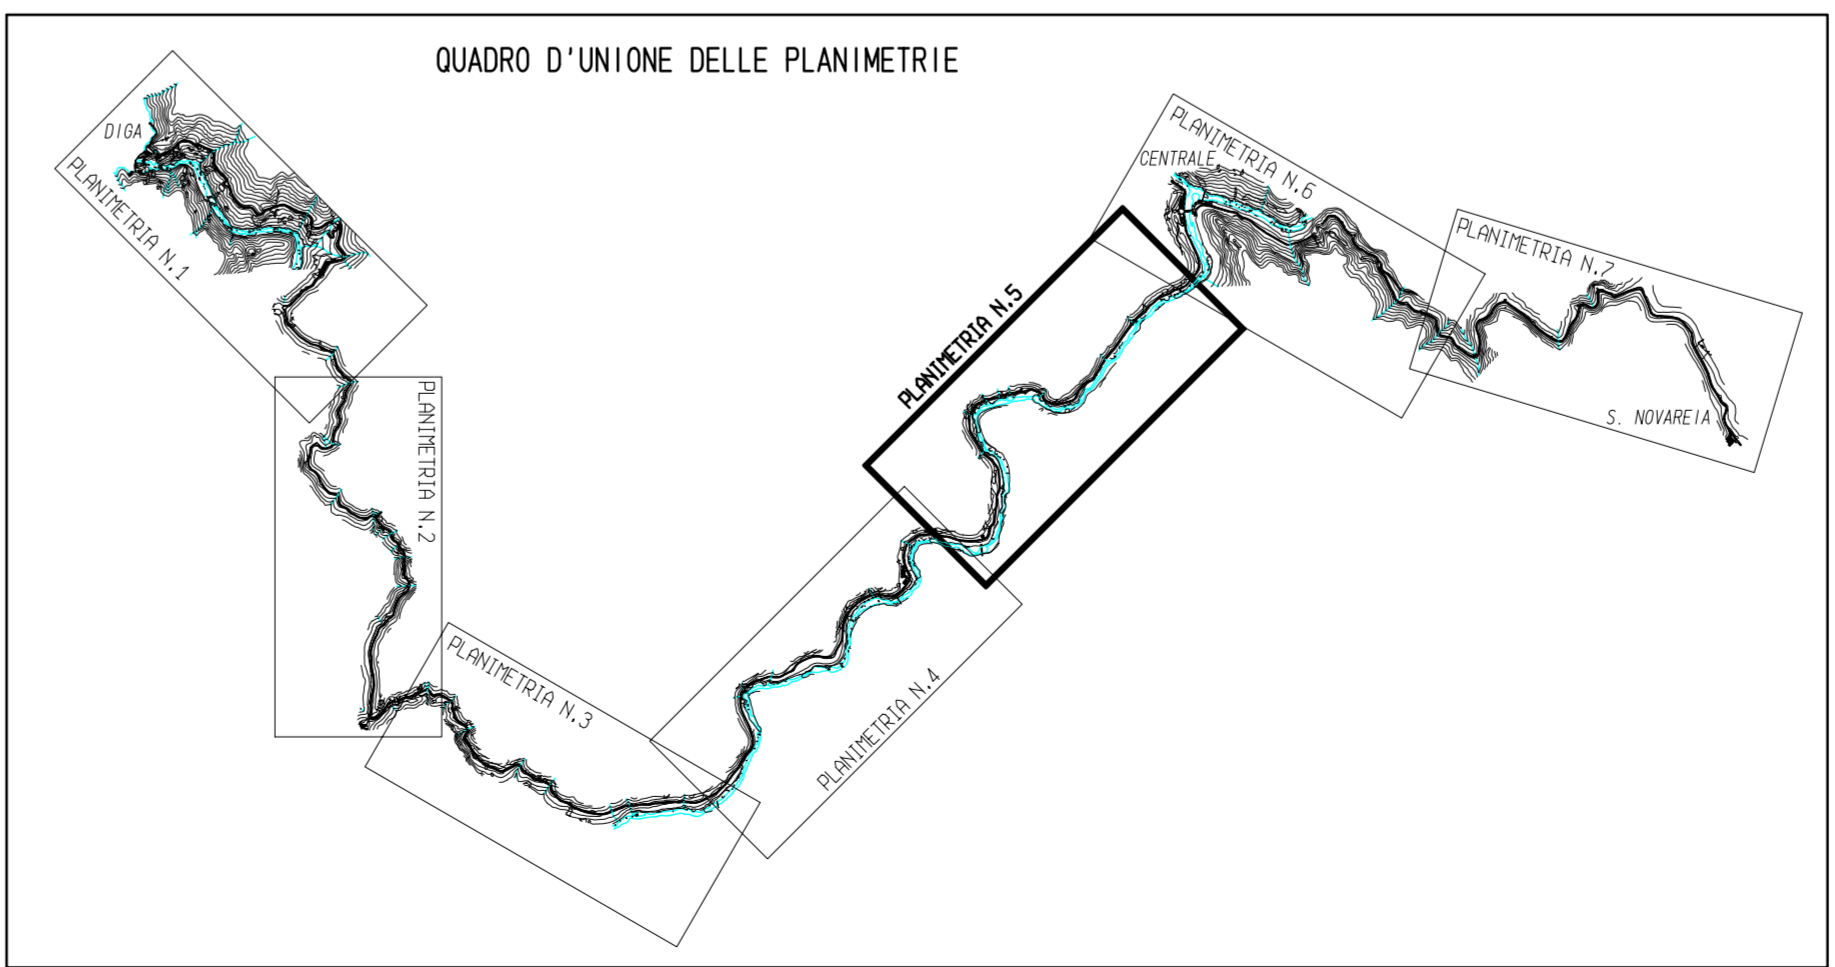 QUADRO D'UNIONE DELLE PLANIMETRIE
DIGA
PLANIMETRIA N.1
PLANIMETRIA N.2
PLANIMETRIA N.3
PLANIMETRIA N.4
PLANIMETRIA N.5
PLANIMETRIA N.6
CENTRALE
PLANIMETRIA N.7
S. NOVAREIA